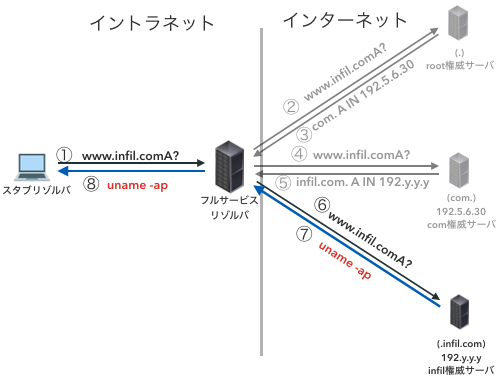 イントラネット
インターネット
(.)
root権威サーバ
② www.infil.comA?
③ com. A IN 192.5.6.30
① www.infil.comA?
⑧ uname -ap
スタブリゾルバ
フルサービス
リゾルバ
④ www.infil.comA?
⑤ infil.com. A IN 192.y.y.y
(com.)
192.5.6.30
com権威サーバ
⑥ www.infil.comA?
⑦ uname -ap
(.infil.com)
192.y.y.y
infil権威サーバ